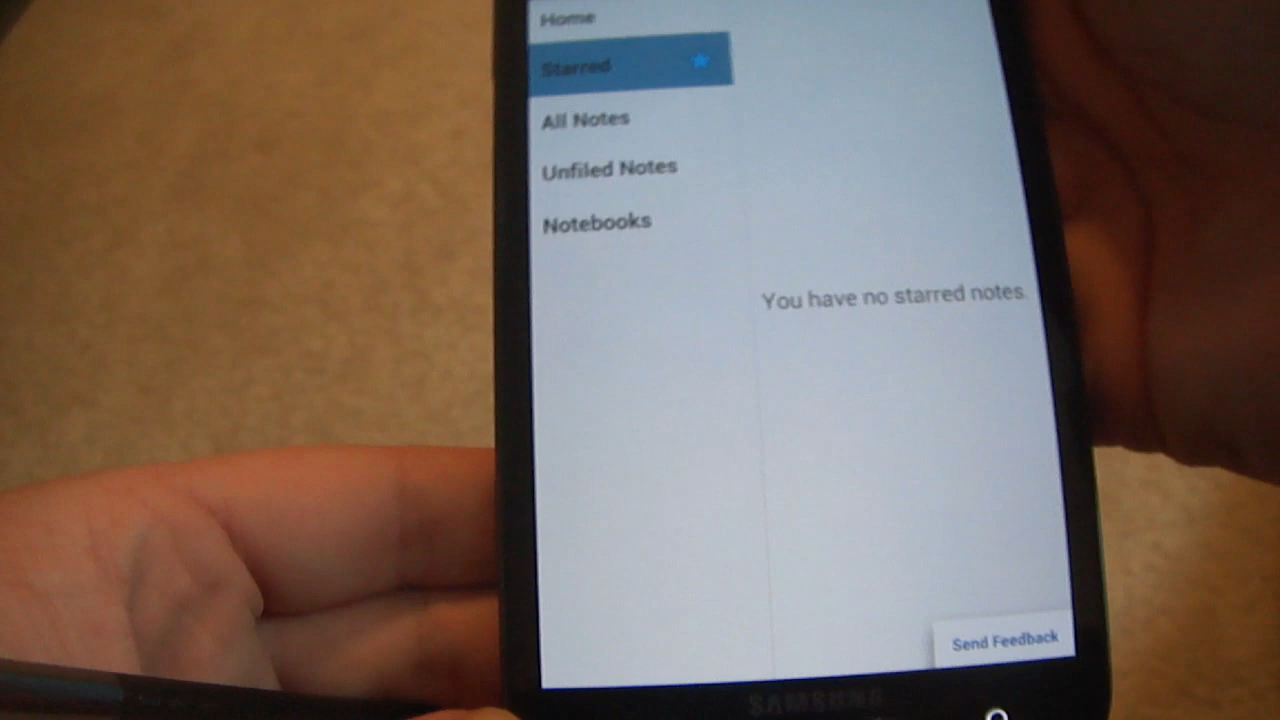 Home
Starred
All Notes
Unfiled Notes
Notebooks
You have no starred notes.
Send Feedback
SAMSUNG